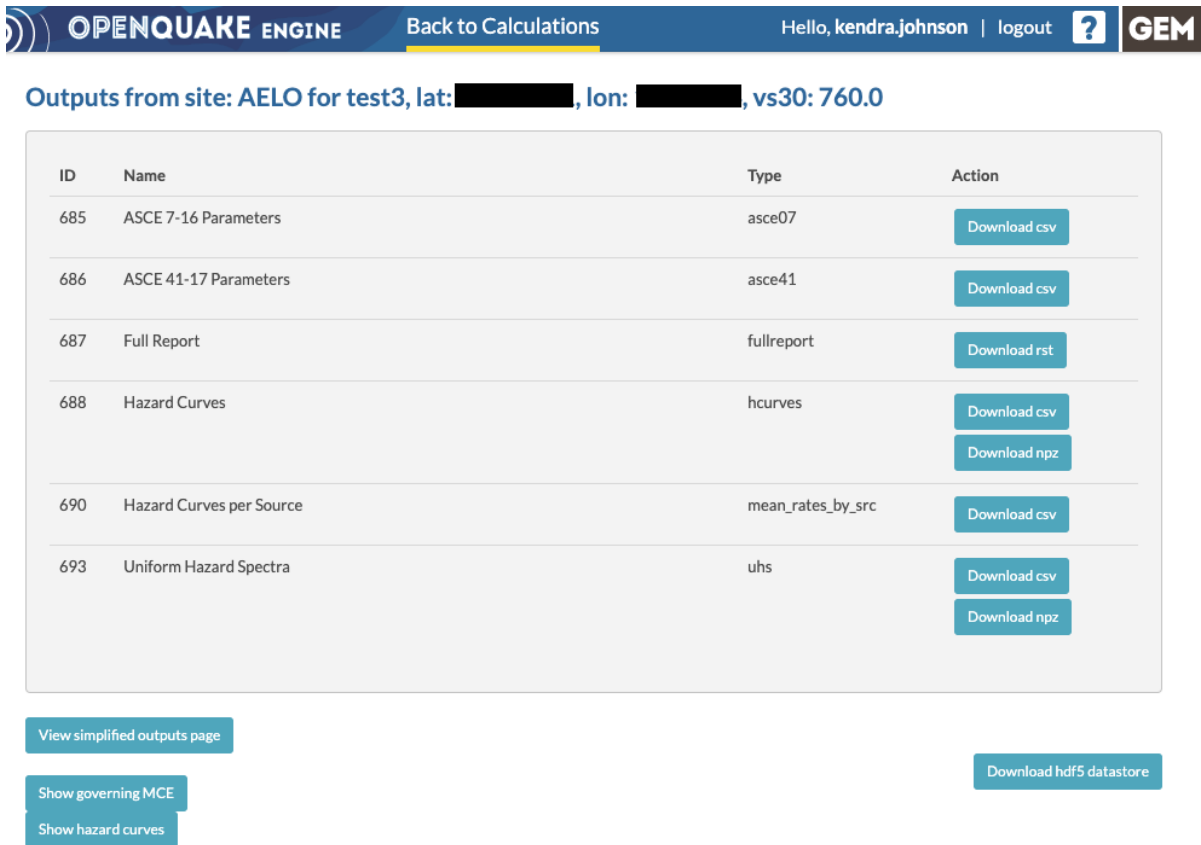 OPENQUAKE ENGINE Back to Calculations Hello, kendra.johnson | logout ? GEM
Outputs from site: AELO for test3, lat: , lon: , vs30: 760.0
ID Name Type Action
685 ASCE 7-16 Parameters asce07 Download csv
686 ASCE 41-17 Parameters asce41 Download csv
687 Full Report fullreport Download rst
688 Hazard Curves hcurves Download csv
Download npz
690 Hazard Curves per Source mean_rates_by_src Download csv
693 Uniform Hazard Spectra uhs Download csv
Download npz
View simplified outputs page
Download hdf5 datastore
Show governing MCE
Show hazard curves